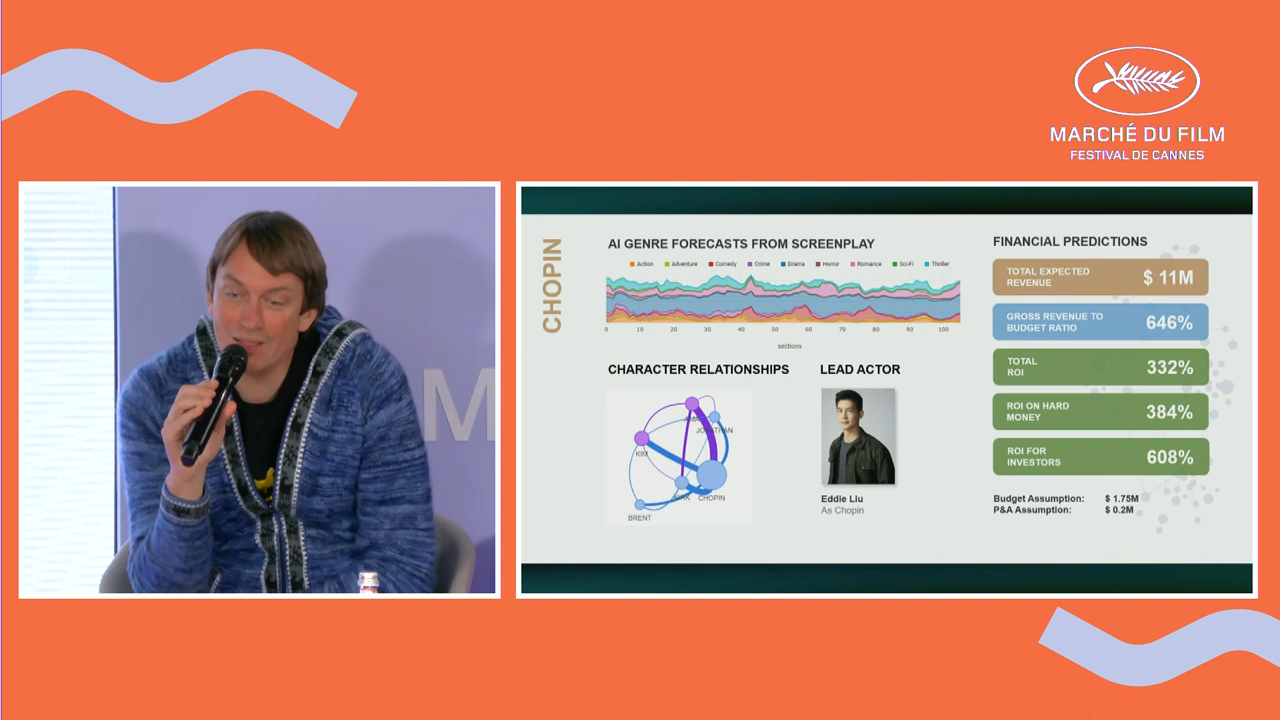 MARCHÉ DU FILM
FESTIVAL DE CANNES
M
CHOPIN
AI GENRE FORECASTS FROM SCREENPLAY
Action Adventure Comedy Crime Drama Horror Romance Sci-Fi Thriller
0 10 20 30 40 50 60 70 80 90 100
sections
CHARACTER RELATIONSHIPS
JONATHAN
KIM
CHOPIN
BRENT
LEAD ACTOR
Eddie Liu
As Chopin
FINANCIAL PREDICTIONS
TOTAL EXPECTED
REVENUE
$ 11M
GROSS REVENUE TO
BUDGET RATIO
646%
TOTAL
ROI
332%
ROI ON HARD
MONEY
384%
ROI FOR
INVESTORS
608%
Budget Assumption: $ 1.75M
P&A Assumption: $ 0.2M